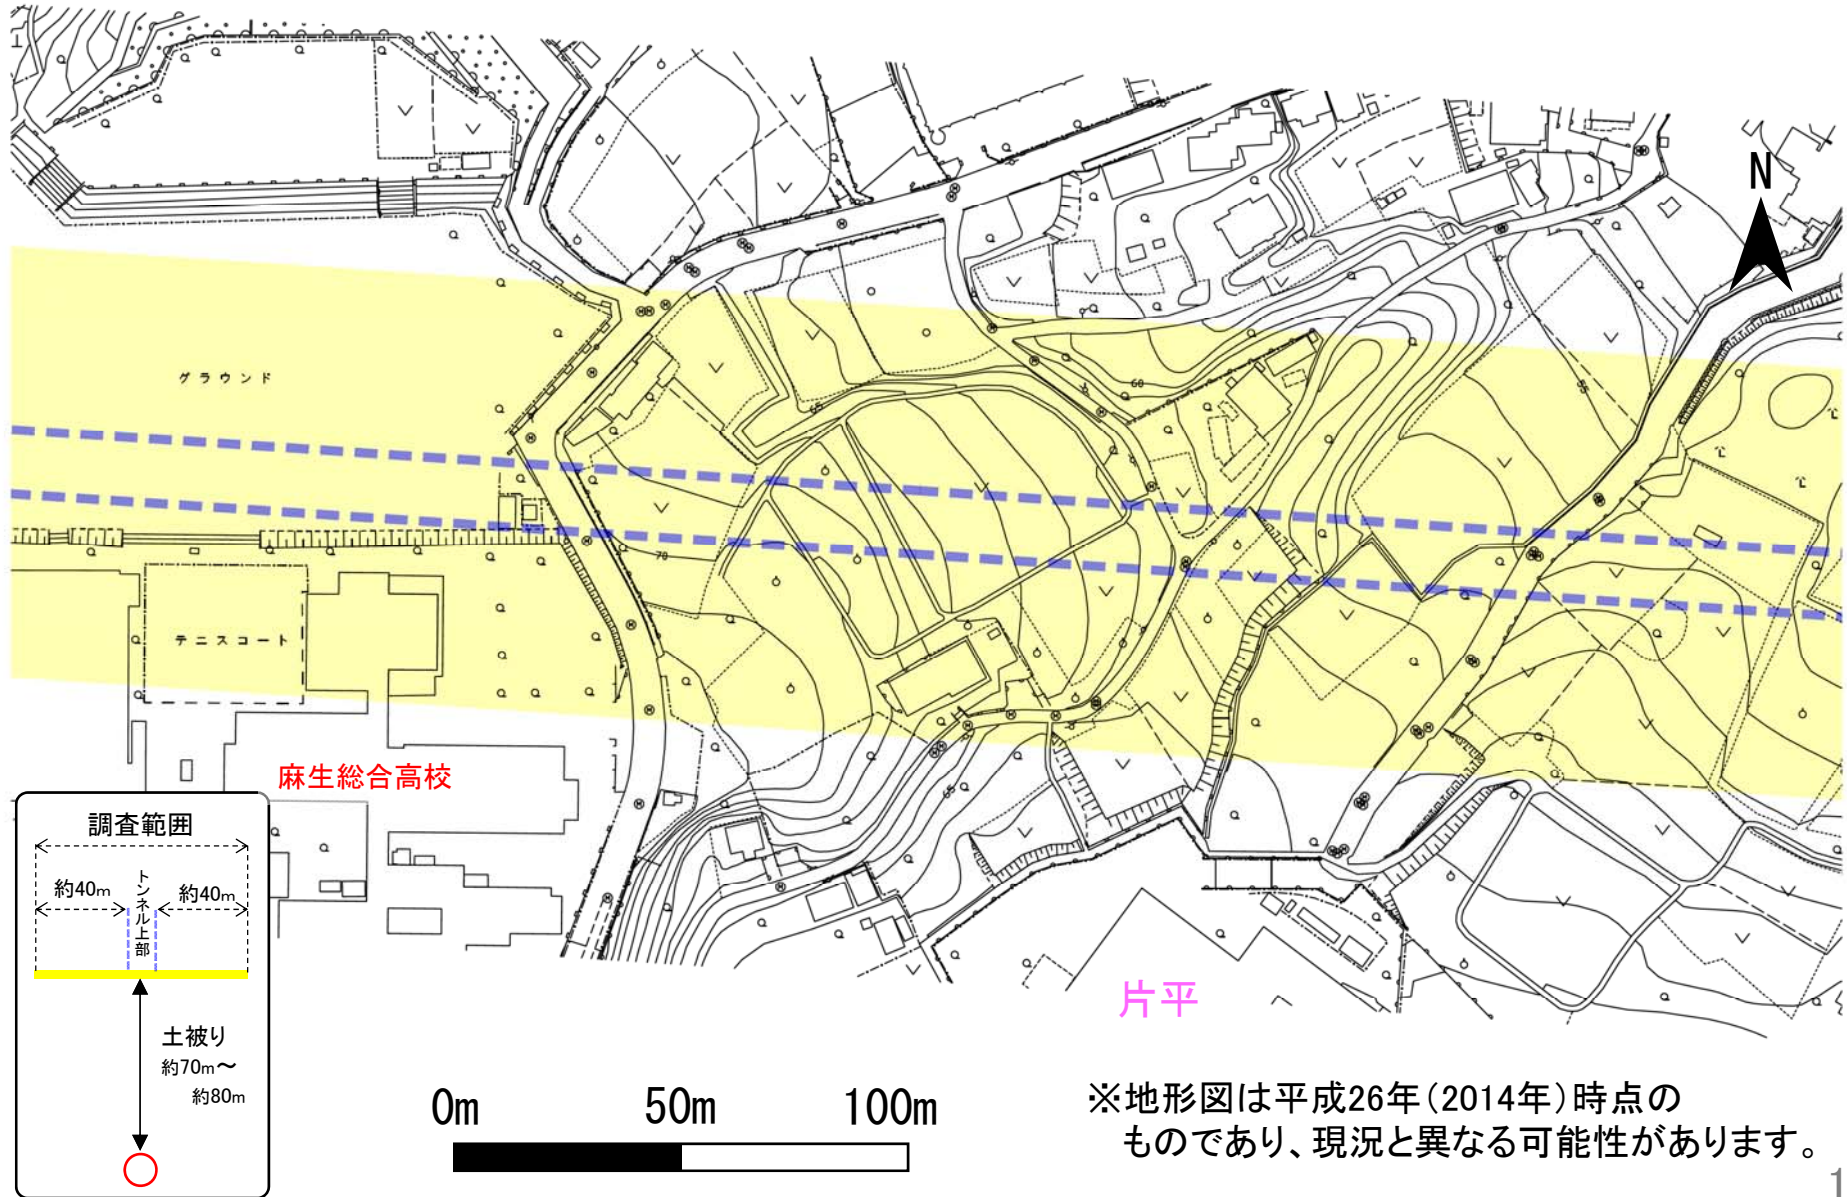 N
グラウンド
60
55
65
70
テニスコート
麻生総合高校
65
調査範囲
約40m
トンネル上部
約40m
土被り
約70m~
約80m
片平
0m 50m 100m
※地形図は平成26年(2014年)時点の
ものであり、現況と異なる可能性があります。
1